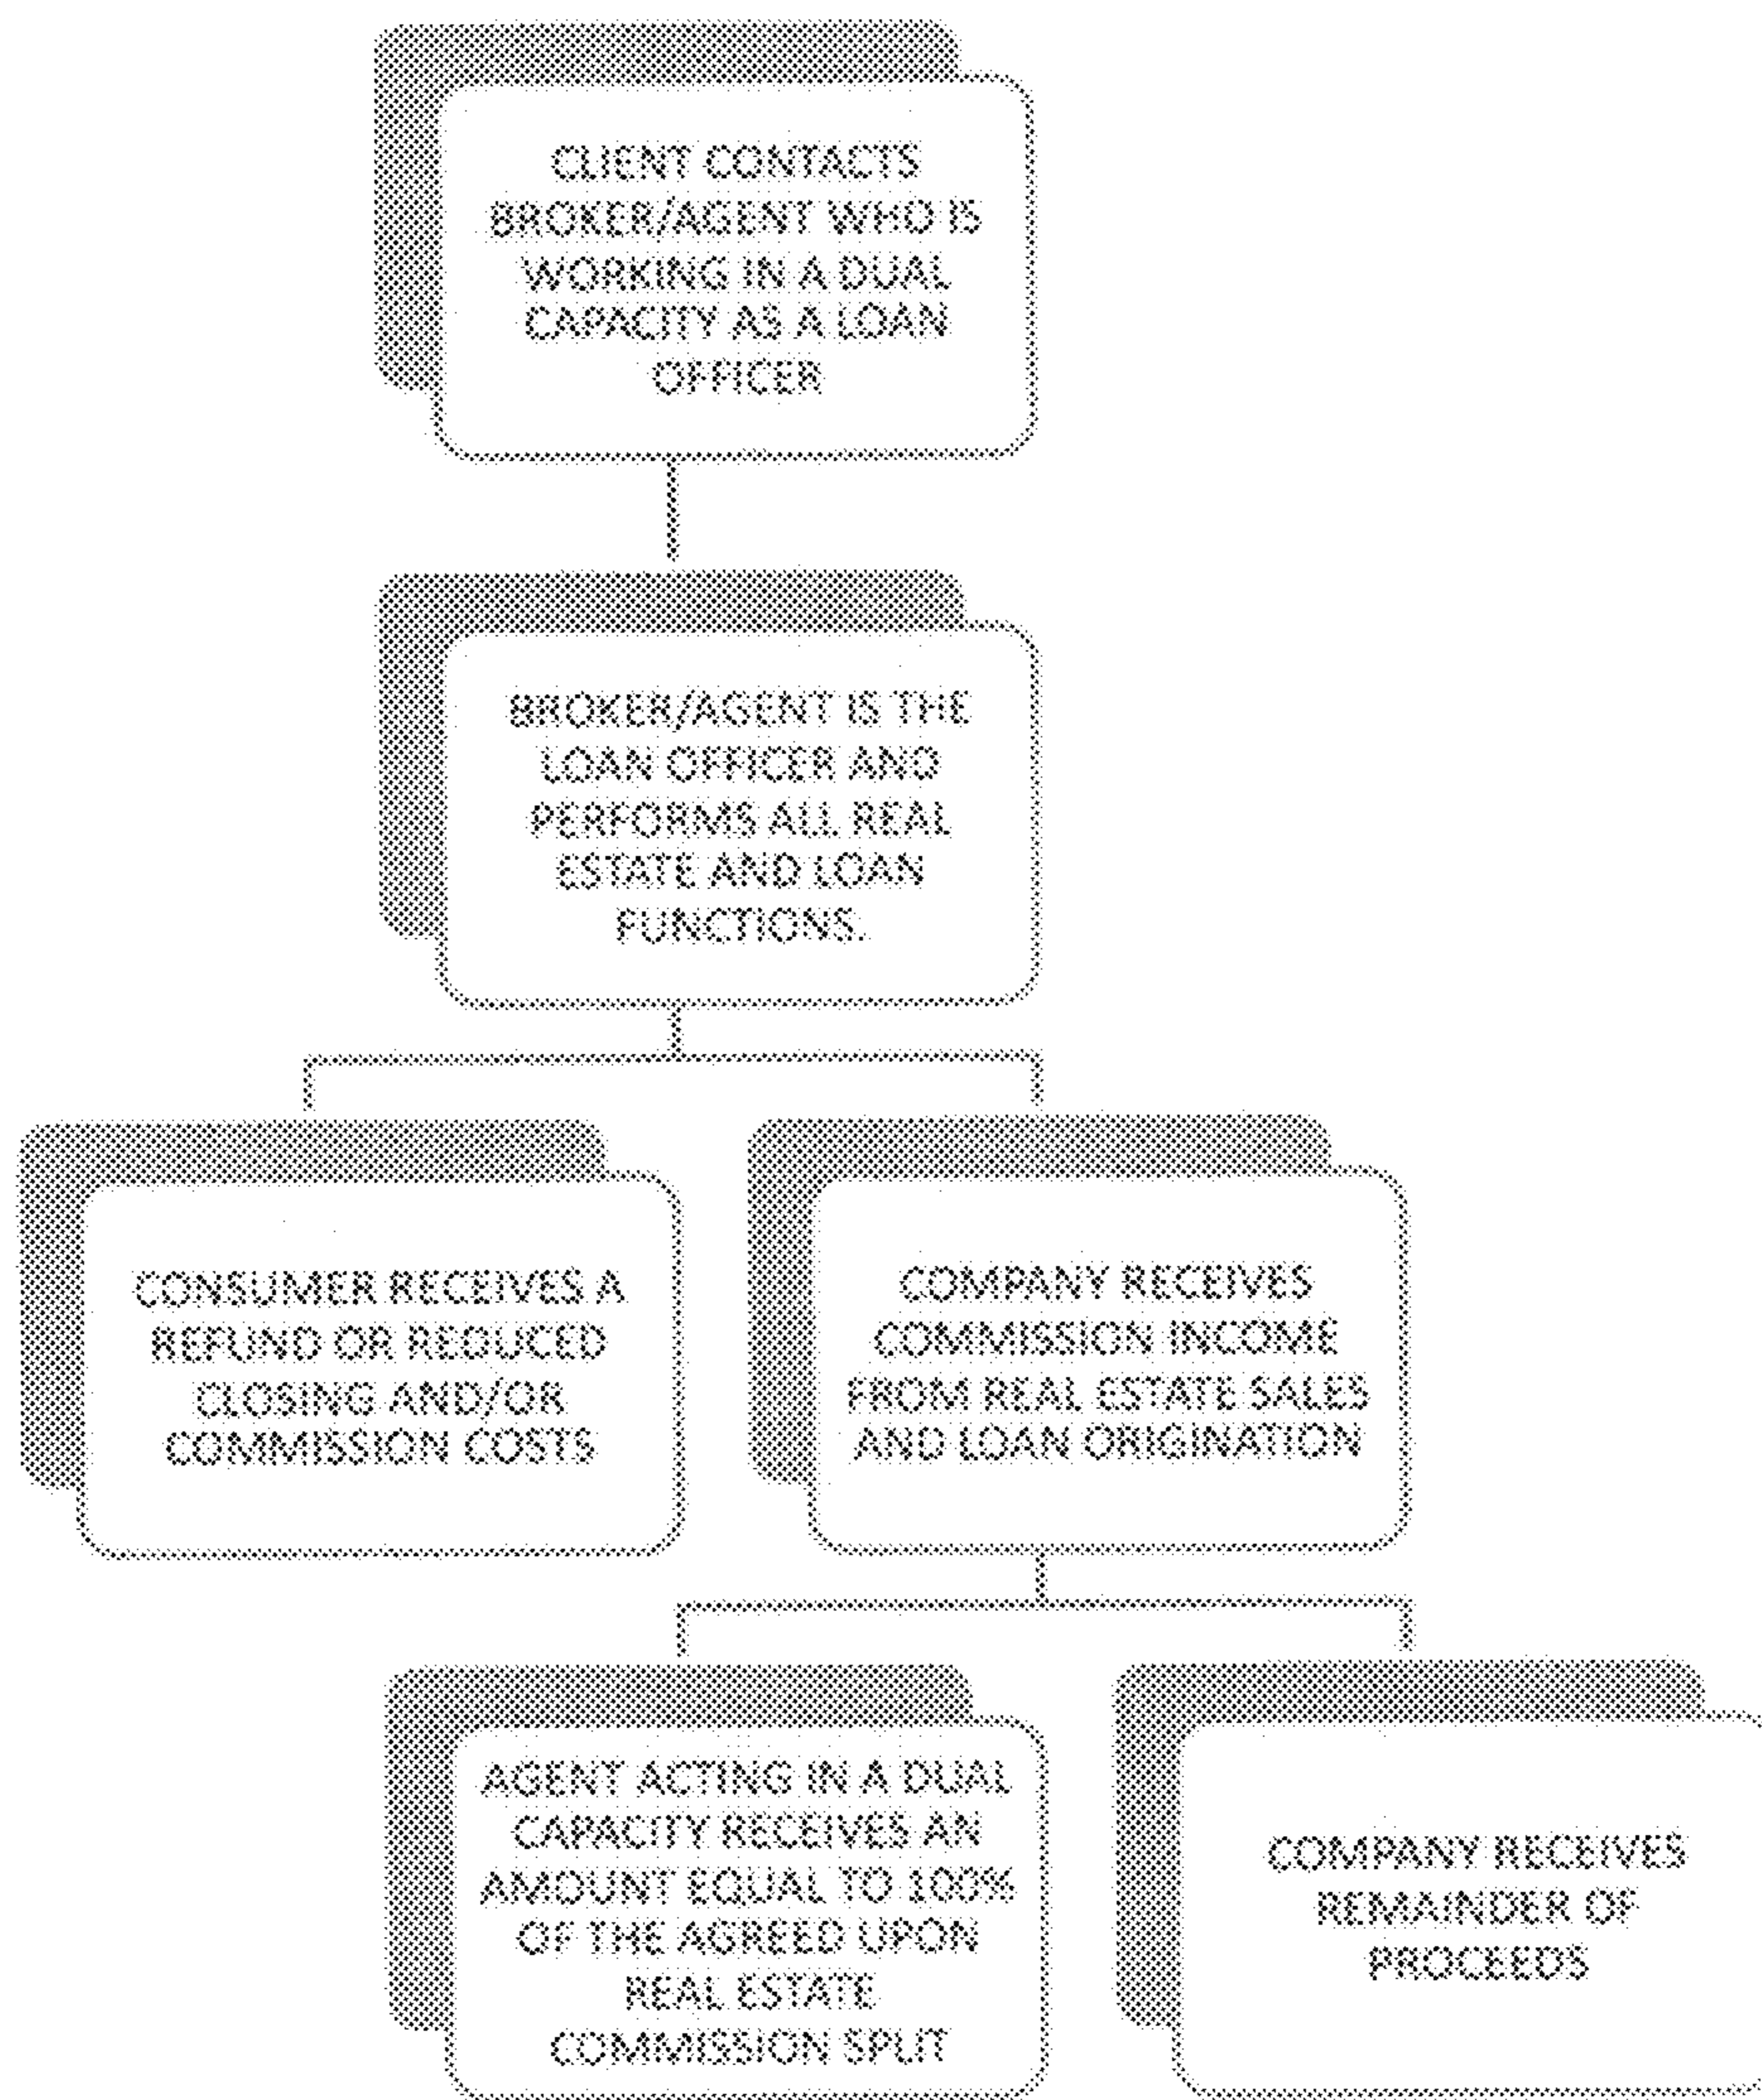 CLIENT CONTACTS
BROKER/AGENT WHO IS
WORKING IN A DUAL
CAPACITY AS A LOAN
OFFICER
BROKER/AGENT IS THE
LOAN OFFICER AND
PERFORMS ALL REAL
ESTATE AND LOAN
FUNCTIONS.
CONSUMER RECEIVES A
REFUND OR REDUCED
CLOSING AND/OR
COMMISSION COSTS
COMPANY RECEIVES
COMMISSION INCOME
FROM REAL ESTATE SALES
AND LOAN ORIGINATION
AGENT ACTING IN A DUAL
CAPACITY RECEIVES AN
AMOUNT EQUAL TO 100%
OF THE AGREED UPON
REAL ESTATE
COMMISSION SPLIT
COMPANY RECEIVES
REMAINDER OF
PROCEEDS